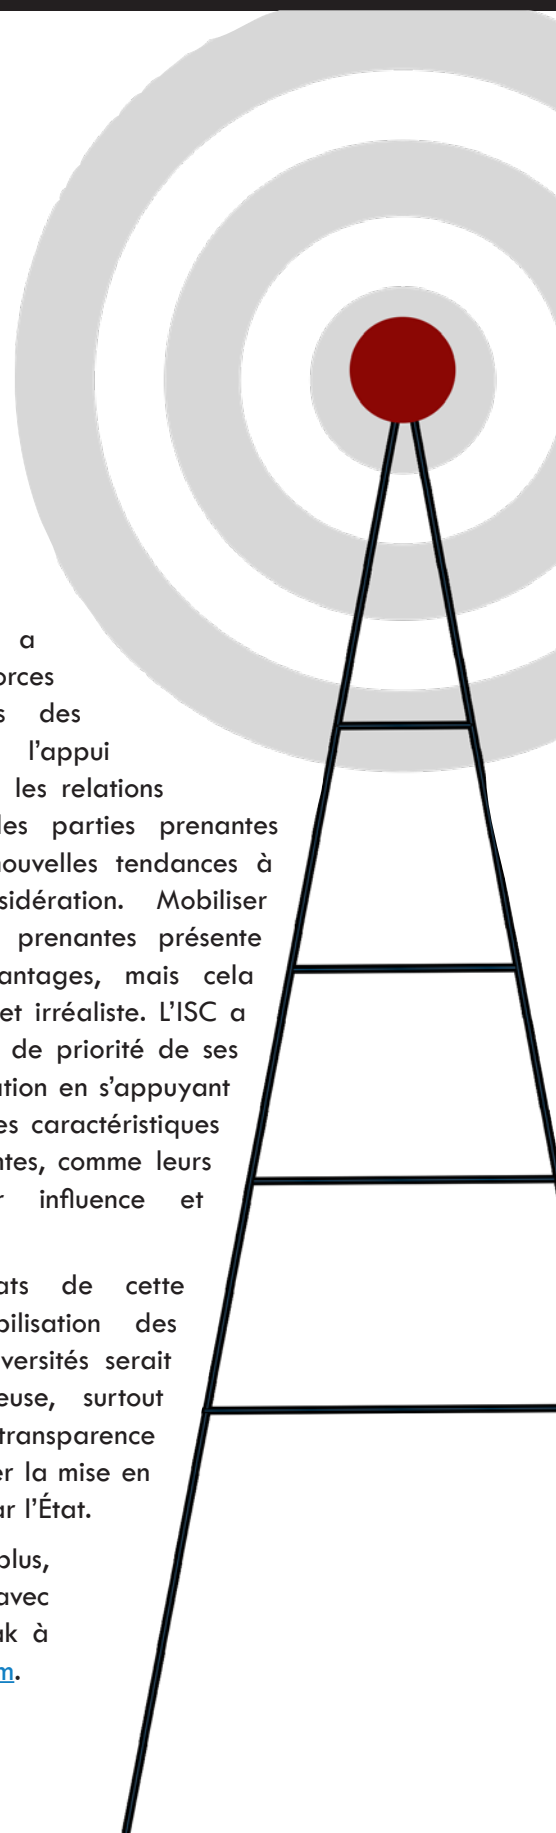 a
orces
s des
l'appui
les relations
des parties prenantes
nouvelles tendances à
sidération. Mobiliser
prenantes présente
antages, mais cela
et irréaliste. L'ISC a
de priorité de ses
ation en s'appuyant
es caractéristiques
ntes, comme leurs
r influence et
ats de cette
bilisation des
versités serait
euse, surtout
transparence
er la mise en
ar l'État.
plus,
avec
ak à
m.